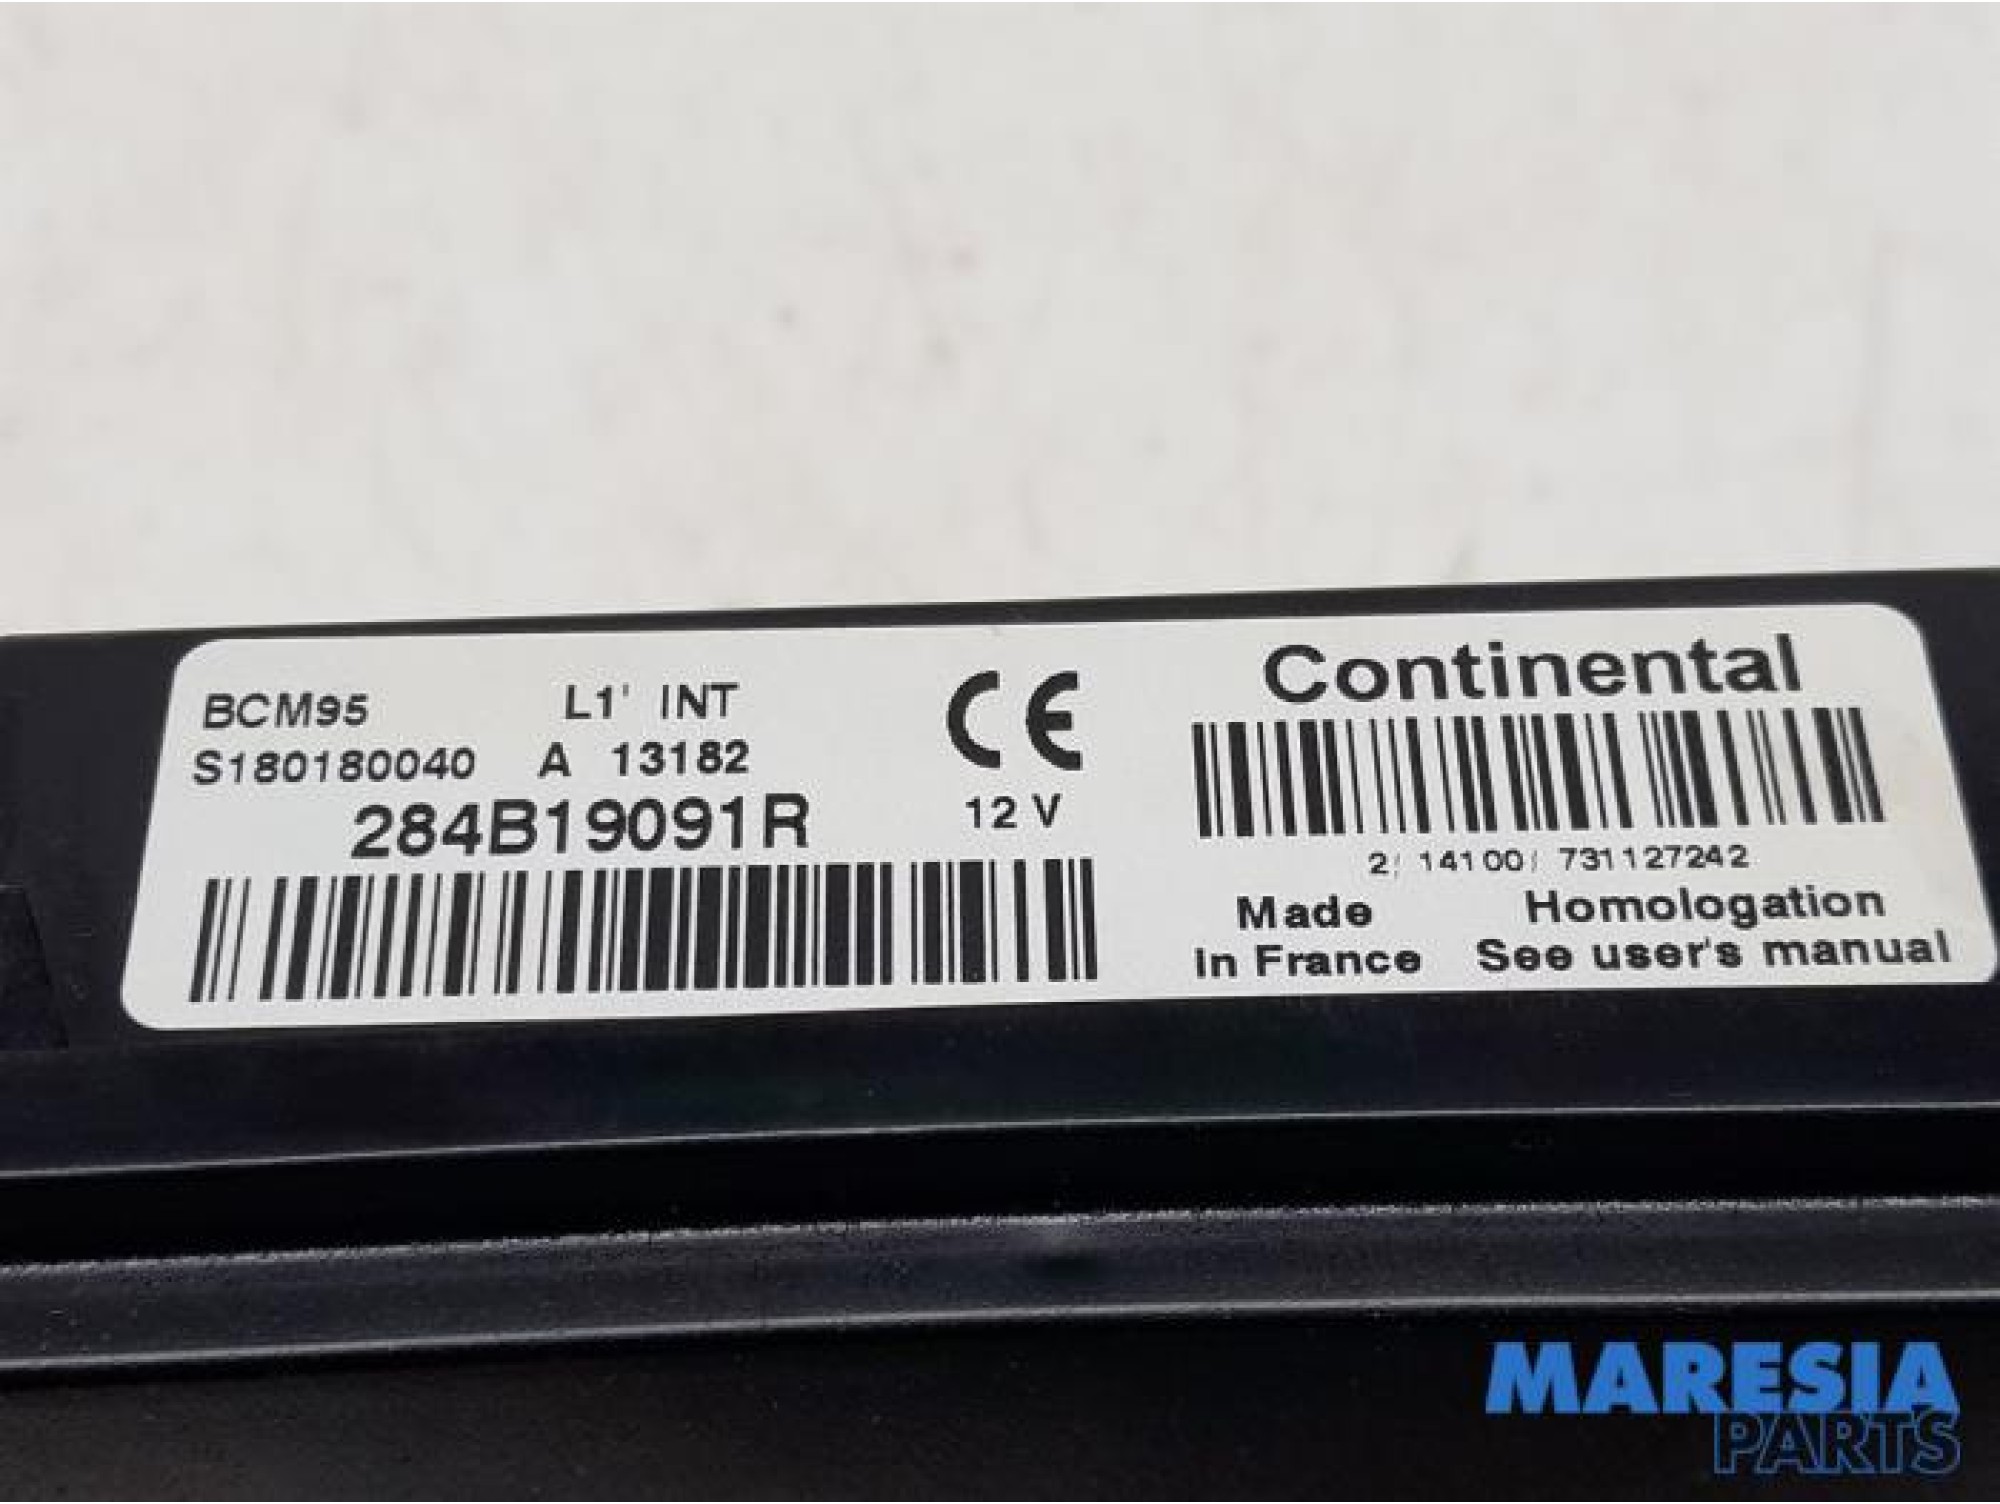 BCM95 L1' INT
S180180040 A 13182
284B19091R
CE
12 V
Continental
2/ 14100/ 731127242
Made
in France
Homologation
See user's manual
MARESIA
PARTS